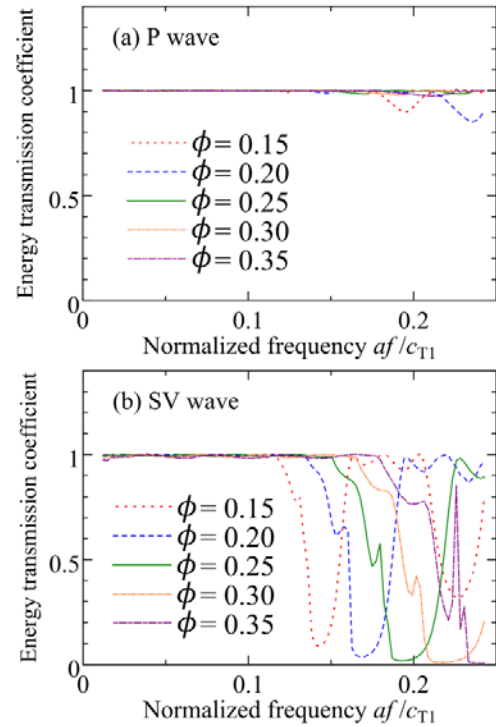 (a) P wave
Energy transmission coefficient
1
0.5
0
ϕ= 0.15
ϕ= 0.20
ϕ= 0.25
ϕ= 0.30
ϕ= 0.35
0 0.1 0.2
Normalized frequency af /cT1
(b) SV wave
Energy transmission coefficient
1
0.5
0
ϕ= 0.15
ϕ= 0.20
ϕ= 0.25
ϕ= 0.30
ϕ= 0.35
0 0.1 0.2
Normalized frequency af /cT1